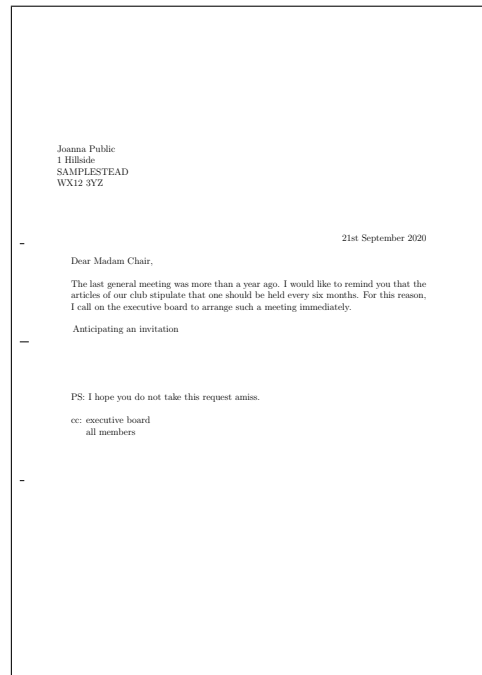 Joanna Public
1 Hillside
SAMPLESTEAD
WX12 3YZ
21st September 2020
Dear Madam Chair,
The last general meeting was more than a year ago. I would like to remind you that the
articles of our club stipulate that one should be held every six months. For this reason,
I call on the executive board to arrange such a meeting immediately.
Anticipating an invitation
PS: I hope you do not take this request amiss.
cc: executive board
all members